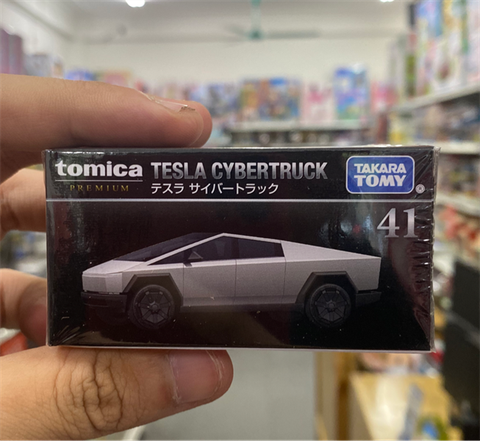 tomica
PREMIUM
TESLA CYBERTRUCK
テスラ サイバートラック
TAKARA
TOMY
41